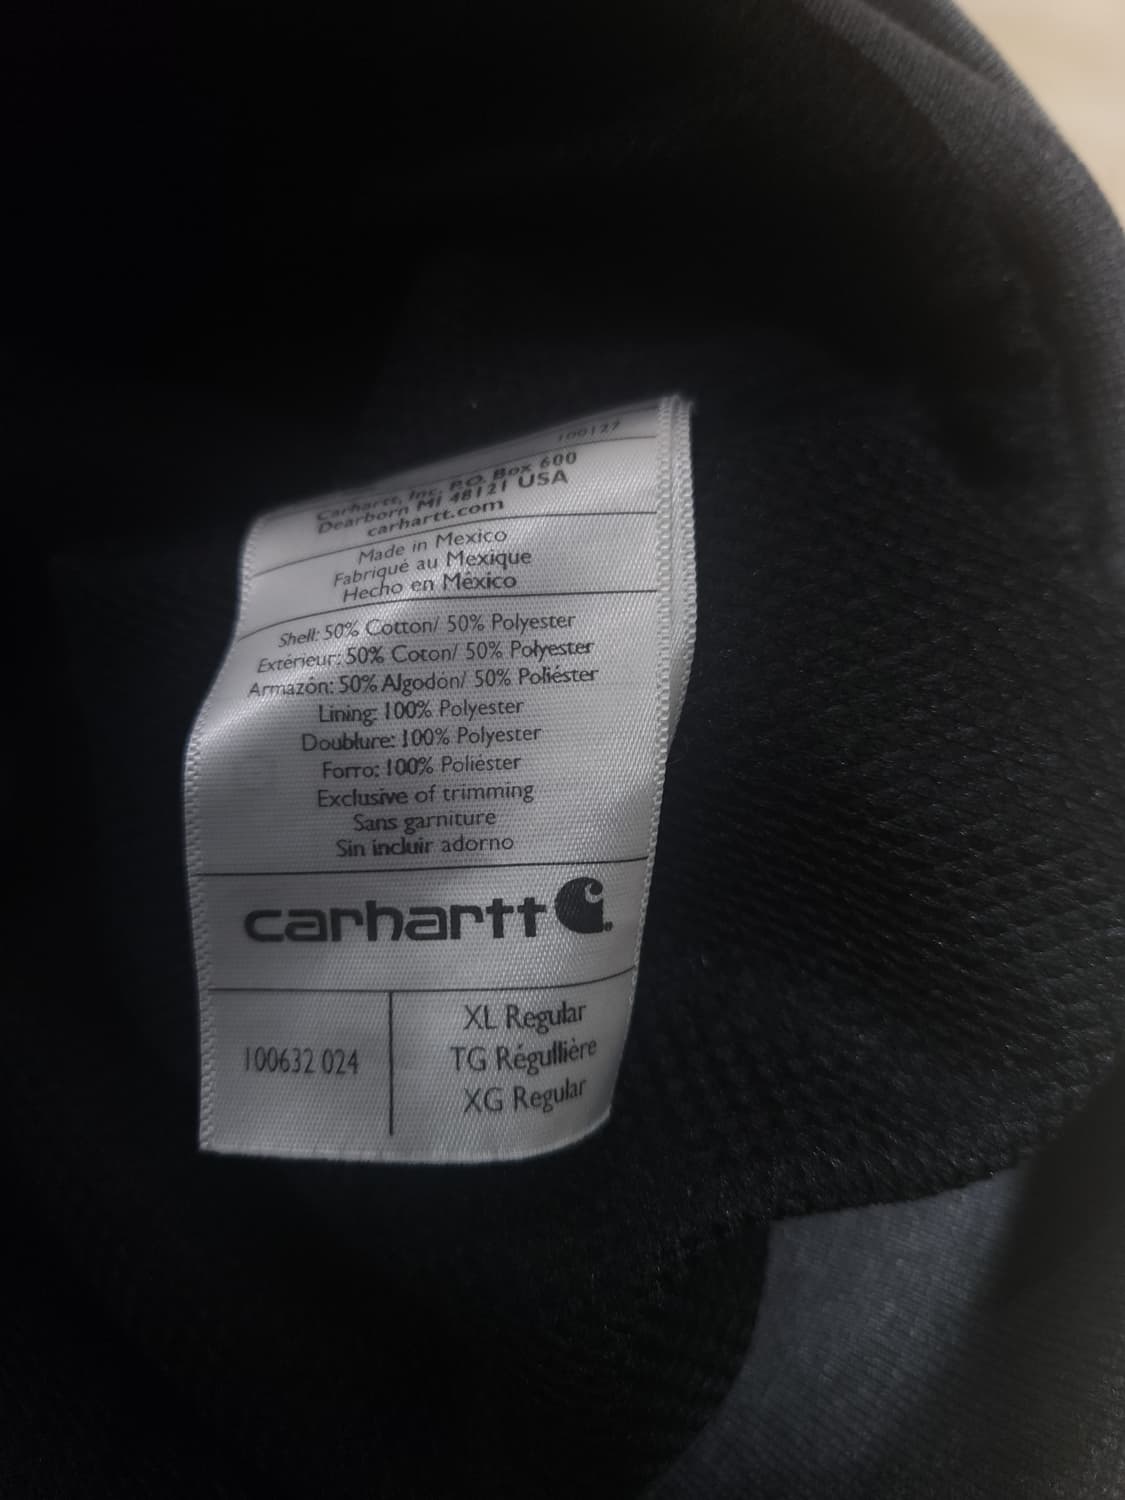 100127
Carhartt, Inc. P.O. Box 600
Dearborn MI 48121 USA
carhartt.com
Made in Mexico
Fabriqué au Mexique
Hecho en México
Shell: 50% Cotton/ 50% Polyester
Extérieur: 50% Coton/ 50% Polyester
Armazón: 50% Algodón/ 50% Poliéster
Lining: 100% Polyester
Doublure: 100% Polyester
Forro: 100% Poliéster
Exclusive of trimming
Sans garniture
Sin incluir adorno
carhartt
100632 024
XL Regular
TG Régullière
XG Regular